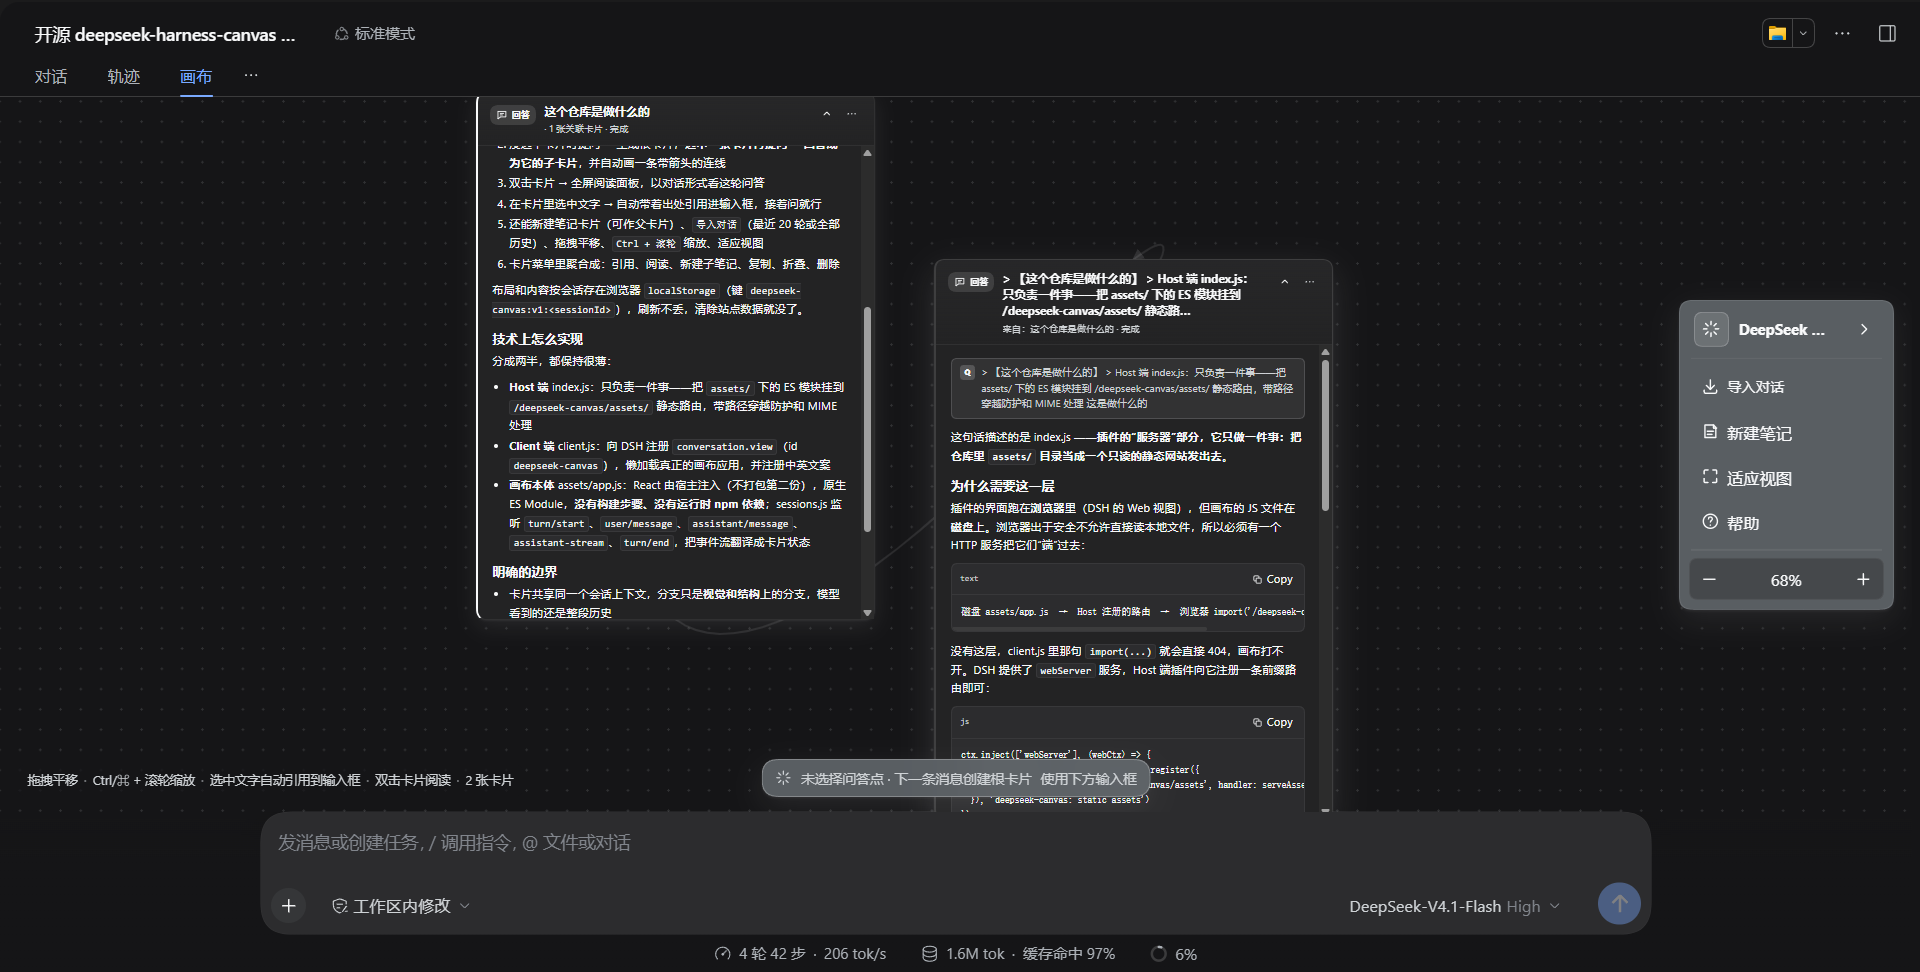 开源 deepseek-harness-canvas ...
标准模式
对话
轨迹
画布
回答
这个仓库是做什么的
· 1 张关联卡片 · 完成
为它的子卡片，并自动画一条带箭头的连线
3. 双击卡片 → 全屏阅读面板，以对话形式看这轮问答
4. 在卡片里选中文字 → 自动带着出处引用进输入框，接着问就行
5. 还能新建笔记卡片（可作父卡片）、 导入对话 （最近 20 轮或全部
历史）、拖拽平移、 Ctrl + 滚轮 缩放、适应视图
6. 卡片菜单里聚合成：引用、阅读、新建子笔记、复制、折叠、删除
布局和内容按会话存在浏览器 localStorage （键 deepseek-
canvas:v1:<sessionId> ），刷新不丢，清除站点数据就没了。
技术上怎么实现
分成两半，都保持很薄：
• Host 端 index.js：只负责一件事——把 assets/ 下的 ES 模块挂到
/deepseek-canvas/assets/ 静态路由，带路径穿越防护和 MIME
处理
• Client 端 client.js：向 DSH 注册 conversation.view （id
deepseek-canvas ），懒加载真正的画布应用，并注册中英文案
• 画布本体 assets/app.js：React 由宿主注入（不打包第二份），原生
ES Module，没有构建步骤、没有运行时 npm 依赖；sessions.js 监
听 turn/start 、 user/message 、 assistant/message 、
assistant-stream 、 turn/end ，把事件流翻译成卡片状态
明确的边界
• 卡片共享同一个会话上下文，分支只是视觉和结构上的分支，模型
看到的还是整段历史
回答
> 【这个仓库是做什么的】 > Host 端 index.js：
只负责一件事——把 assets/ 下的 ES 模块挂到
/deepseek-canvas/assets/ 静态路...
来自：这个仓库是做什么的 · 完成
Q > 【这个仓库是做什么的】 > Host 端 index.js：只负责一件事——把
assets/ 下的 ES 模块挂到 /deepseek-canvas/assets/ 静态路由，带路径
穿越防护和 MIME 处理 这是做什么的
这句话描述的是 index.js ——插件的“服务器”部分，它只做一件事：把
仓库里 assets/ 目录当成一个只读的静态网站发出去。
为什么需要这一层
插件的界面跑在浏览器里（DSH 的 Web 视图），但画布的 JS 文件在
磁盘上。浏览器出于安全不允许直接读本地文件，所以必须有一个
HTTP 服务把它们“端”过去：
text
Copy
磁盘 assets/app.js → Host 注册的路由 → 浏览器 import('/deepseek-c
没有这层，client.js 里那句 import(...) 就会直接 404，画布打不
开。DSH 提供了 webServer 服务，Host 端插件向它注册一条前缀路
由即可：
js
Copy
ctx.inject(['webServer'], (webCtx) => {
register({
nvas/assets', handler: serveAsse
}), 'deepseek-canvas: static assets')
DeepSeek ...
导入对话
新建笔记
适应视图
帮助
68%
拖拽平移 · Ctrl/⌘ + 滚轮缩放 · 选中文字自动引用到输入框 · 双击卡片阅读 · 2 张卡片
未选择问答点 · 下一条消息创建根卡片 使用下方输入框
发消息或创建任务, / 调用指令, @ 文件或对话
工作区内修改
DeepSeek-V4.1-Flash High
4 轮 42 步 · 206 tok/s
1.6M tok · 缓存命中 97%
6%